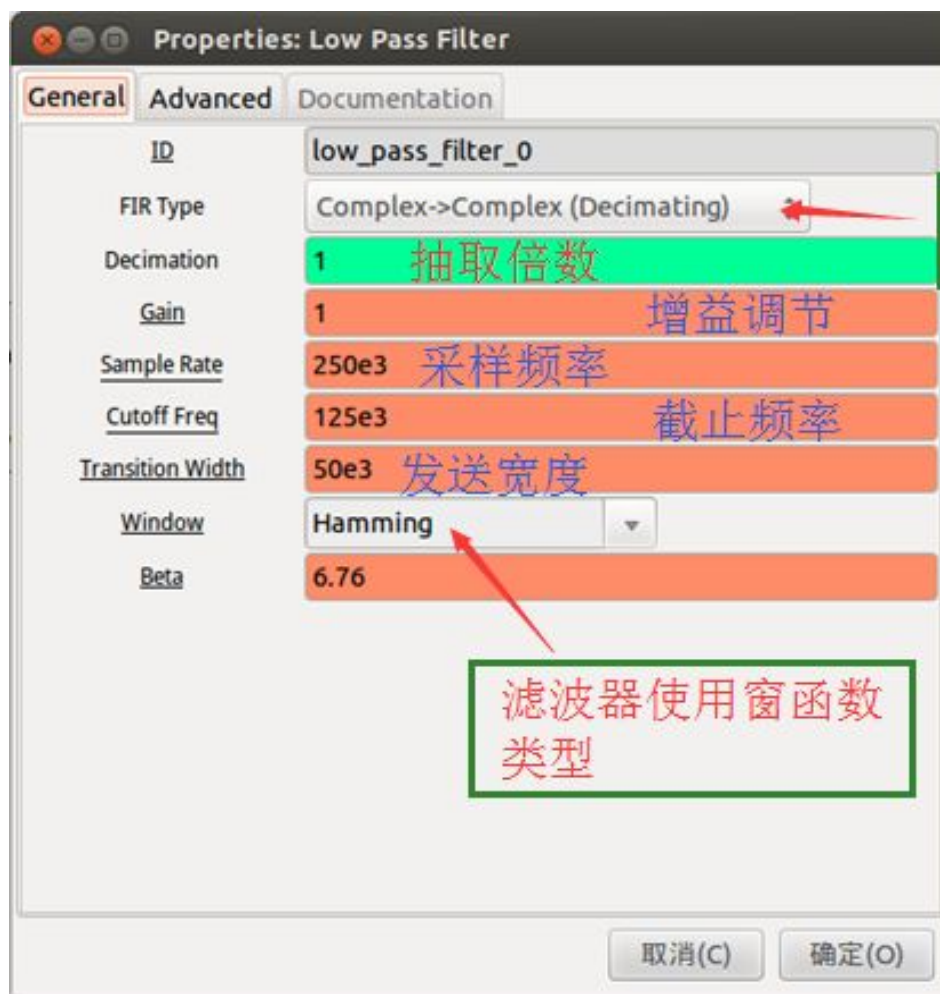 Properties: Low Pass Filter
General Advanced Documentation
ID low_pass_filter_0
FIR Type Complex->Complex (Decimating)
Decimation 1 抽取倍数
Gain 1 增益调节
Sample Rate 250e3 采样频率
Cutoff Freq 125e3 截止频率
Transition Width 50e3 发送宽度
Window Hamming
Beta 6.76
滤波器使用窗函数
类型
取消(C) 确定(O)